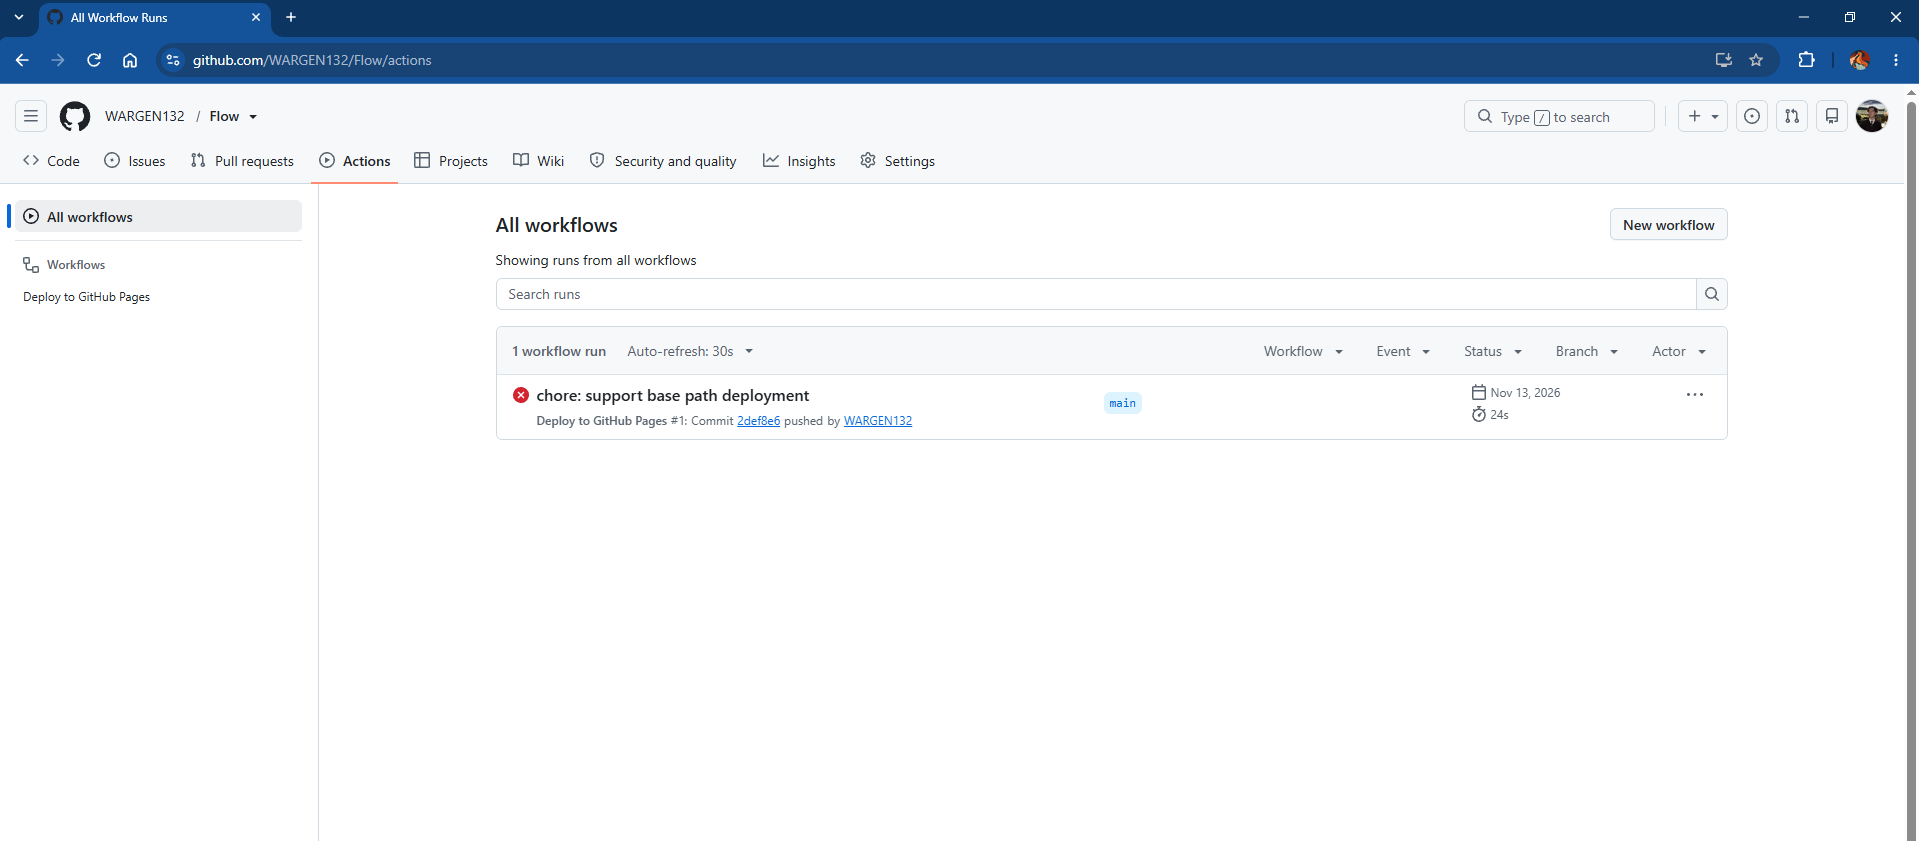 All Workflow Runs
github.com/WARGEN132/Flow/actions
WARGEN132 / Flow
Type / to search
Code
Issues
Pull requests
Actions
Projects
Wiki
Security and quality
Insights
Settings
All workflows
Workflows
Deploy to GitHub Pages
All workflows
New workflow
Showing runs from all workflows
Search runs
1 workflow run
Auto-refresh: 30s
Workflow
Event
Status
Branch
Actor
chore: support base path deployment
main
Nov 13, 2026
Deploy to GitHub Pages #1: Commit 2def8e6 pushed by WARGEN132
24s